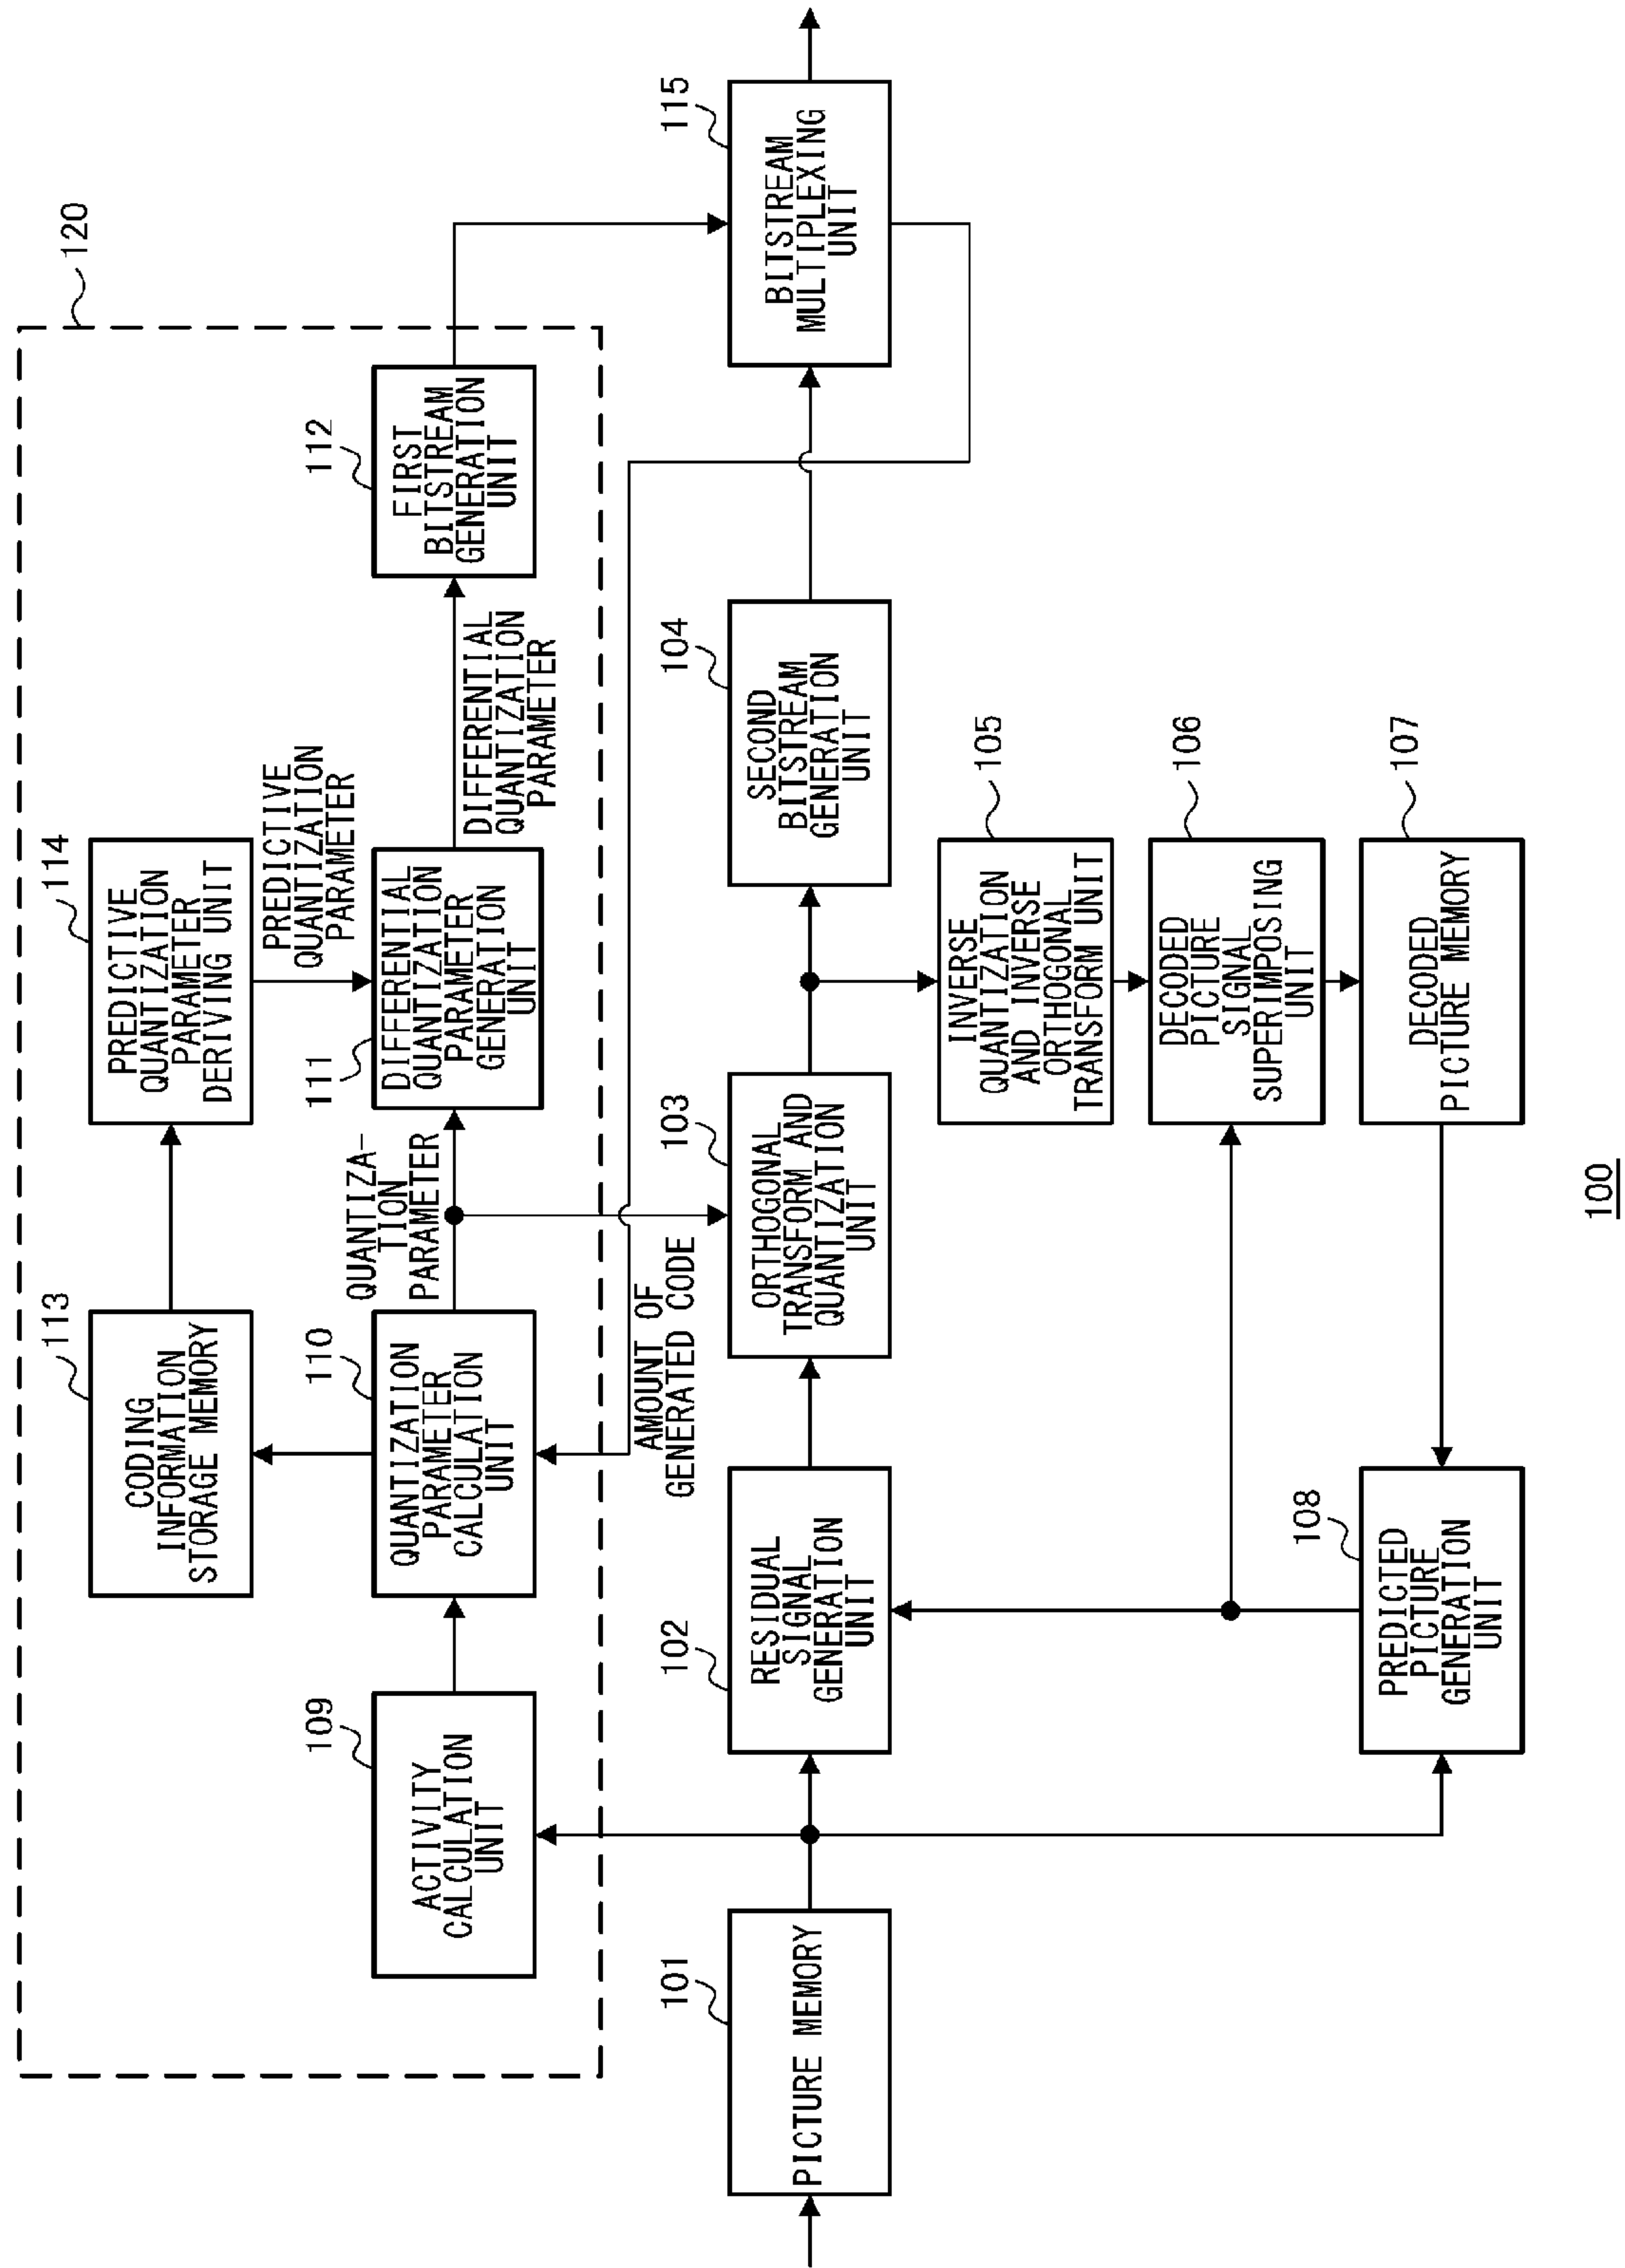 120
114
PREDICTIVE
QUANTIZATION
PARAMETER
DERIVING UNIT
113
CODING
INFORMATION
STORAGE MEMORY
PREDICTIVE
QUANTIZATION
PARAMETER
109
ACTIVITY
CALCULATION
UNIT
110
QUANTIZATION
PARAMETER
CALCULATION
UNIT
QUANTIZA-
TION
PARAMETER
111
DIFFERENTIAL
QUANTIZATION
PARAMETER
GENERATION
UNIT
DIFFERENTIAL
QUANTIZATION
PARAMETER
112
FIRST
BITSTREAM
GENERATION
UNIT
AMOUNT OF
GENERATED CODE
101
PICTURE MEMORY
102
RESIDUAL
SIGNAL
GENERATION
UNIT
103
ORTHOGONAL
TRANSFORM AND
QUANTIZATION
UNIT
104
SECOND
BITSTREAM
GENERATION
UNIT
115
BITSTREAM
MULTIPLEXING
UNIT
105
INVERSE
QUANTIZATION
AND INVERSE
ORTHOGONAL
TRANSFORM UNIT
106
DECODED
PICTURE
SIGNAL
SUPERIMPOSING
UNIT
107
DECODED
PICTURE MEMORY
108
PREDICTED
PICTURE
GENERATION
UNIT
100